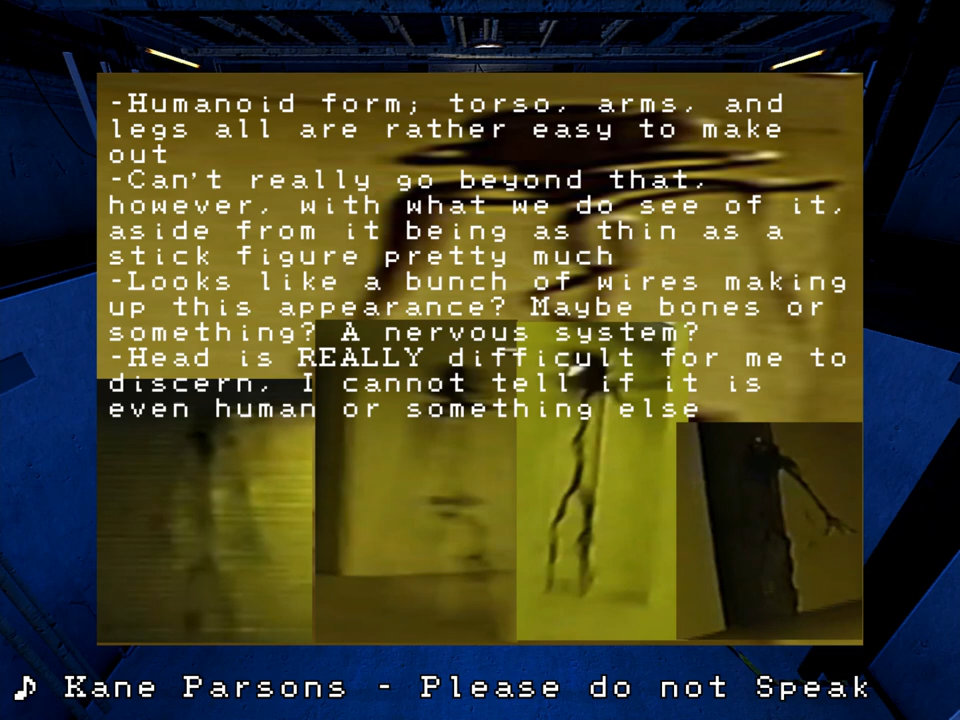 -Humanoid form; torso, arms, and
legs all are rather easy to make
out
-Can't really go beyond that,
however, with what we do see of it,
aside from it being as thin as a
stick figure pretty much
-Looks like a bunch of wires making
up this appearance? Maybe bones or
something? A nervous system?
-Head is REALLY difficult for me to
discern, I cannot tell if it is
even human or something else
♪ Kane Parsons - Please do not Speak